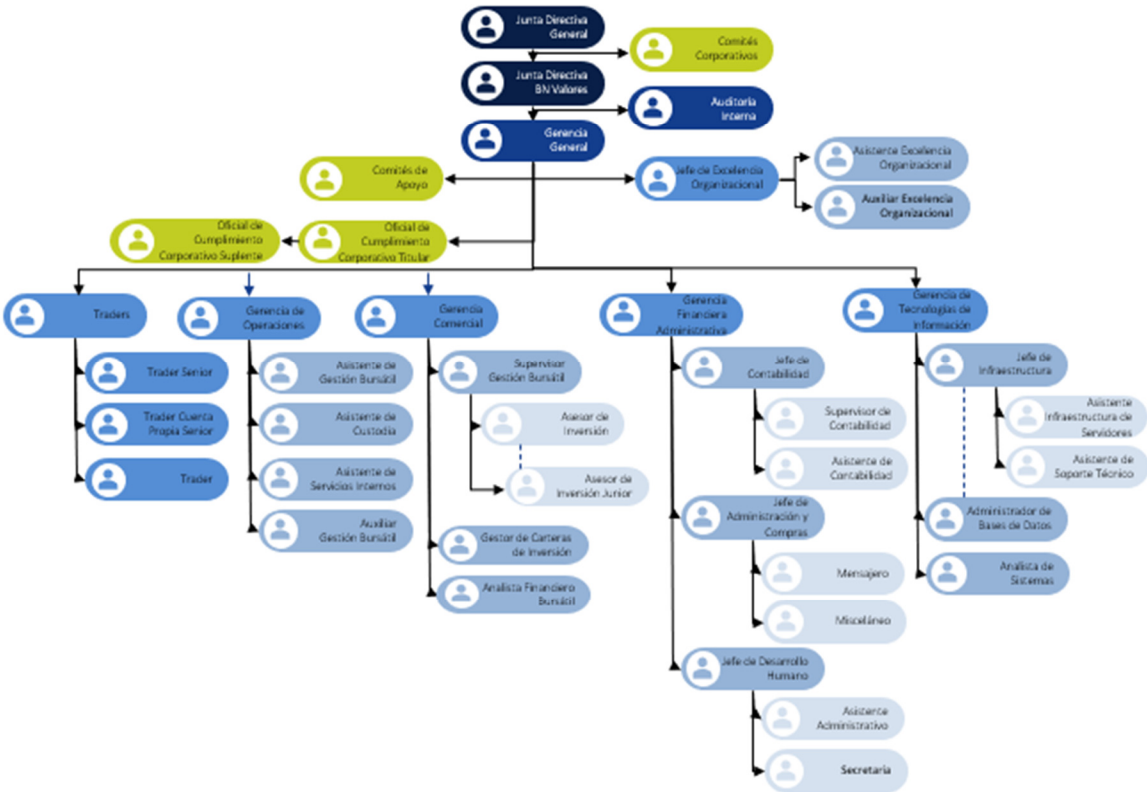 Junta Directiva
General
Comités
Corporativos
Junta Directiva
BN Valores
Auditoria
Interna
Gerencia
General
Comités de
Apoyo
Jefe de Excelencia
Organizacional
Asistente Excelencia
Organizacional
Auxiliar Excelencia
Organizacional
Oficial de
Cumplimiento
Corporativo Suplente
Oficial de
Cumplimiento
Corporativo Titular
Traders
Gerencia de
Operaciones
Gerencia
Comercial
Gerencia
Financiera
Administrativa
Gerencia de
Tecnologías de
Información
Trader Senior
Trader Cuenta
Propia Senior
Trader
Asistente de
Gestión Bursátil
Asistente de
Custodia
Asistente de
Servicios Internos
Auxiliar
Gestión Bursátil
Supervisor
Gestión Bursátil
Asesor de
Inversión
Asesor de
Inversión Junior
Gestor de Carteras
de Inversión
Analista Financiero
Bursátil
Jefe de
Contabilidad
Supervisor de
Contabilidad
Asistente de
Contabilidad
Jefe de
Administración y
Compras
Mensajero
Misceláneo
Jefe de Desarrollo
Humano
Asistente
Administrativo
Secretaria
Jefe de
Infraestructura
Asistente
Infraestructura de
Servidores
Asistente de
Soporte Técnico
Administrador de
Bases de Datos
Analista de
Sistemas